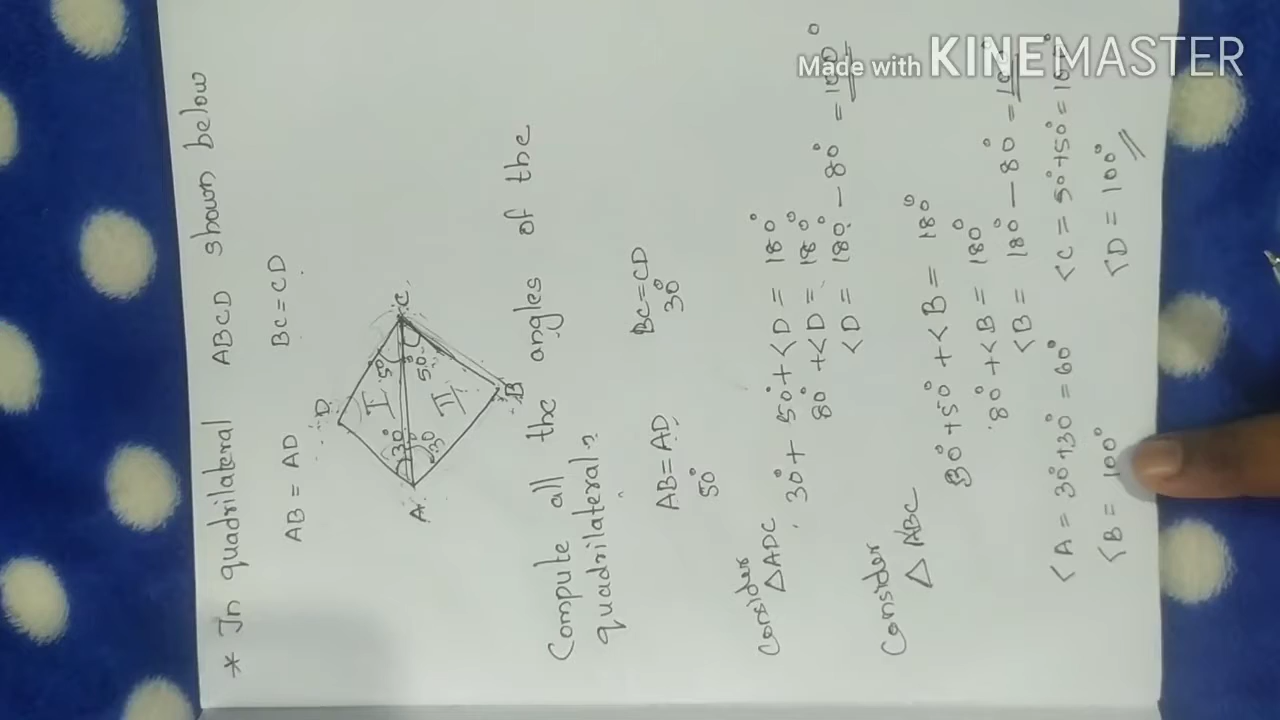 * In quadrilateral ABCD shown below
AB = AD BC = CD
D
I 50°
A 30° C
30 II 50
B
Compute all the angles of the
quadrilateral?
AB = AD BC = CD
50° 30°
Consider
△ADC
30° + 50° + <D = 180°
80° + <D = 180°
<D = 180° - 80° = 100°
Consider
△ABC
30° + 50° + <B = 180°
80° + <B = 180°
<B = 180° - 80° =
<A = 30° + 30° = 60° <C = 50° + 50° = 100°
<B = 100° <D = 100°
Made with KINEMASTER